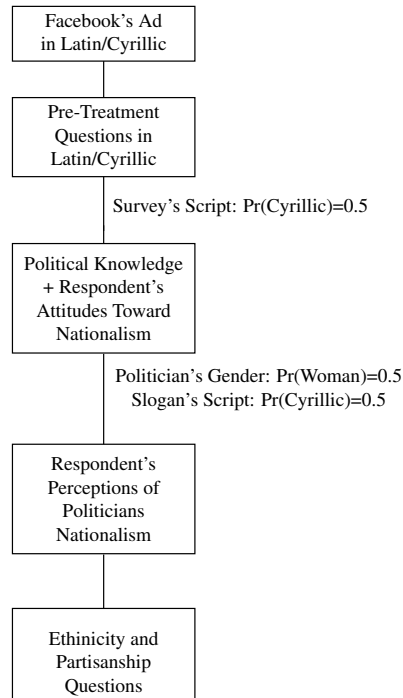 Facebook's Ad
in Latin/Cyrillic
Pre-Treatment
Questions in
Latin/Cyrillic
Survey's Script: Pr(Cyrillic)=0.5
Political Knowledge
+ Respondent's
Attitudes Toward
Nationalism
Politician's Gender: Pr(Woman)=0.5
Slogan's Script: Pr(Cyrillic)=0.5
Respondent's
Perceptions of
Politicians
Nationalism
Ethinicity and
Partisanship
Questions